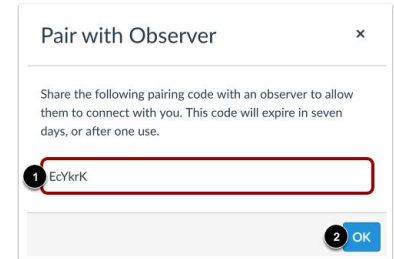 Pair with Observer ×
Share the following pairing code with an observer to allow
them to connect with you. This code will expire in seven
days, or after one use.
1 EcYkrK
2 OK